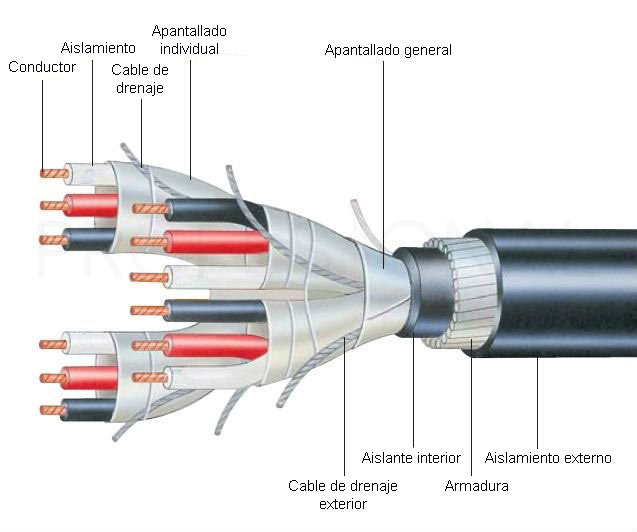 Apantallado
individual
Aislamiento
Conductor
Cable de
drenaje
Apantallado general
Aislante interior
Aislamiento externo
Cable de drenaje
exterior
Armadura